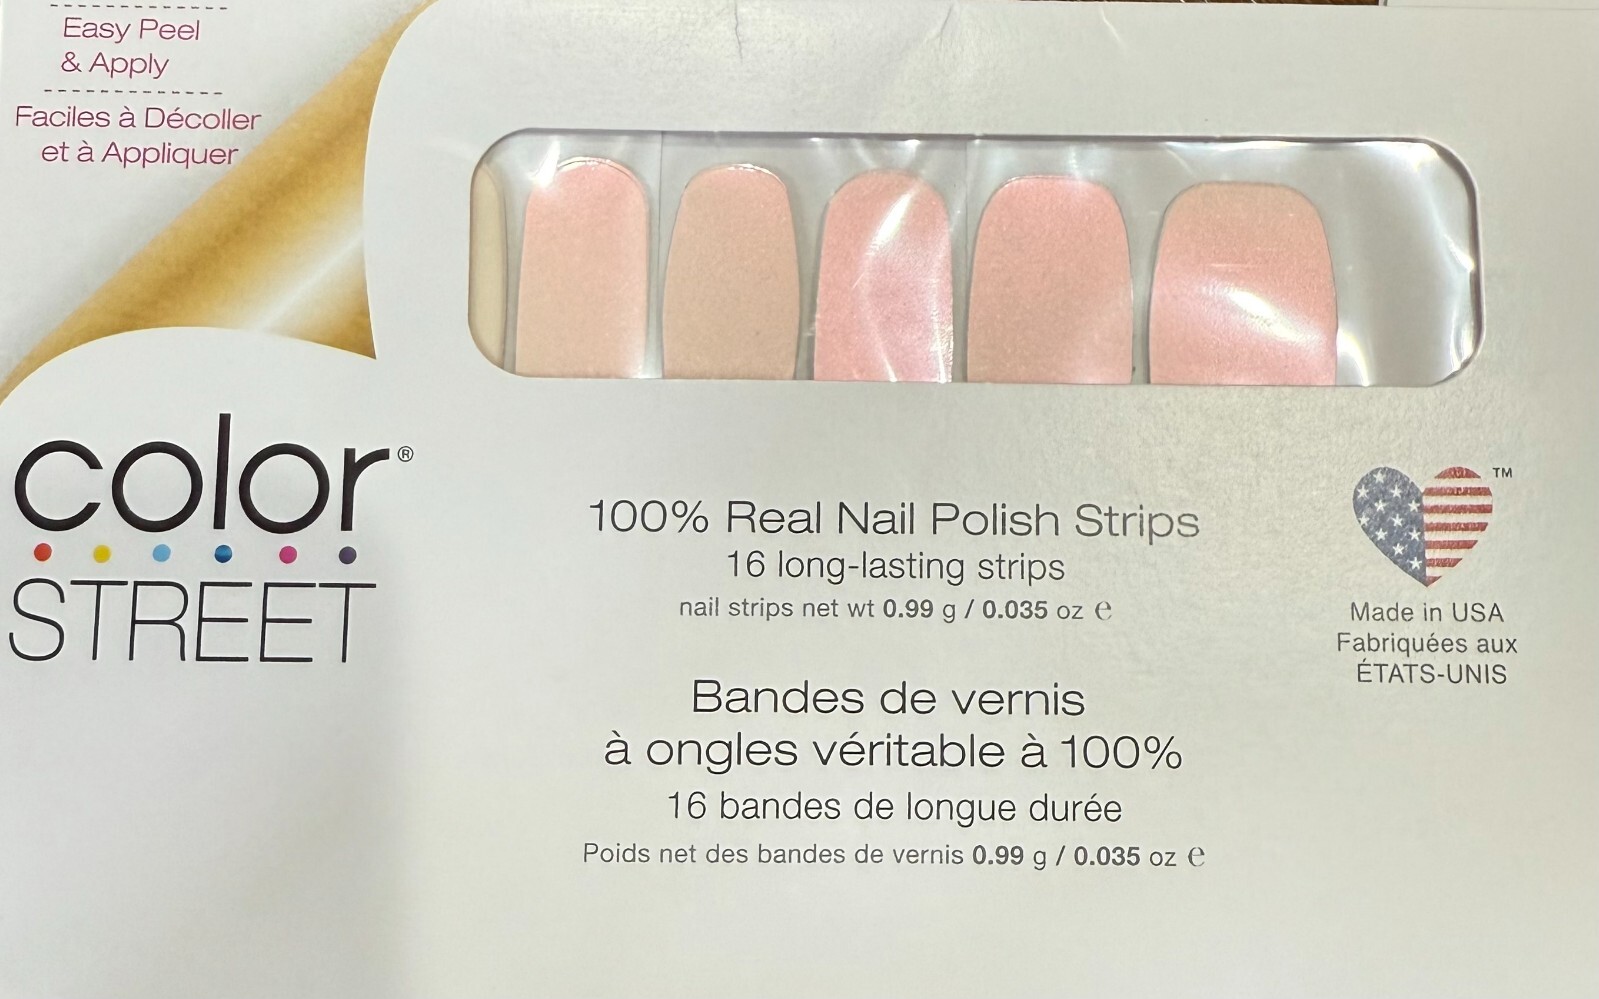 Easy Peel
& Apply
Faciles à Décoller
et à Appliquer
color®
STREET
100% Real Nail Polish Strips
16 long-lasting strips
nail strips net wt 0.99 g / 0.035 oz ℮
Bandes de vernis
à ongles véritable à 100%
16 bandes de longue durée
Poids net des bandes de vernis 0.99 g / 0.035 oz ℮
TM
Made in USA
Fabriquées aux
ÉTATS-UNIS